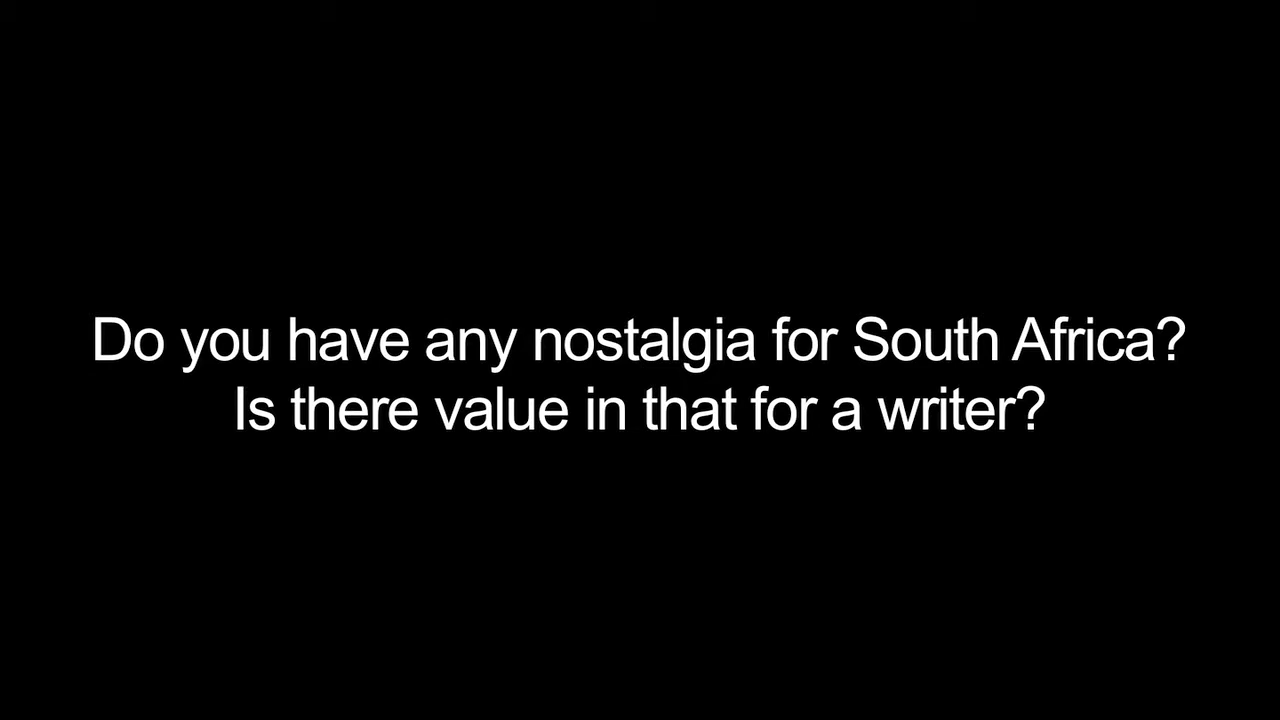 Do you have any nostalgia for South Africa?
Is there value in that for a writer?